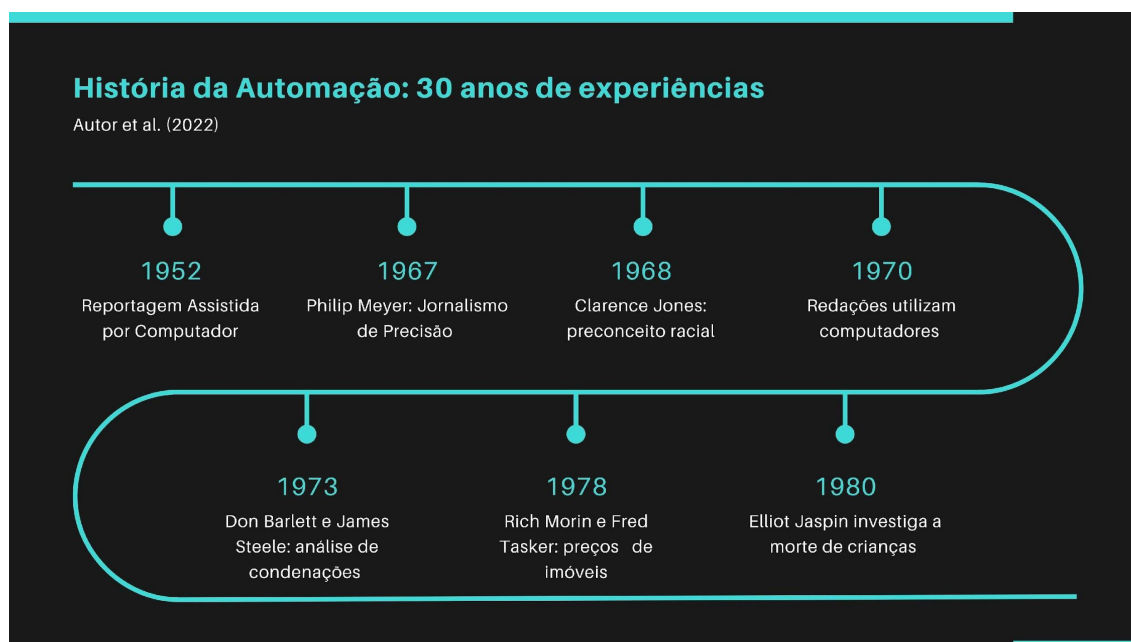 História da Automação: 30 anos de experiências
Autor et al. (2022)
1952
Reportagem Assistida
por Computador
1967
Philip Meyer: Jornalismo
de Precisão
1968
Clarence Jones:
preconceito racial
1970
Redações utilizam
computadores
1973
Don Barlett e James
Steele: análise de
condenações
1978
Rich Morin e Fred
Tasker: preços de
imóveis
1980
Elliot Jaspin investiga a
morte de crianças